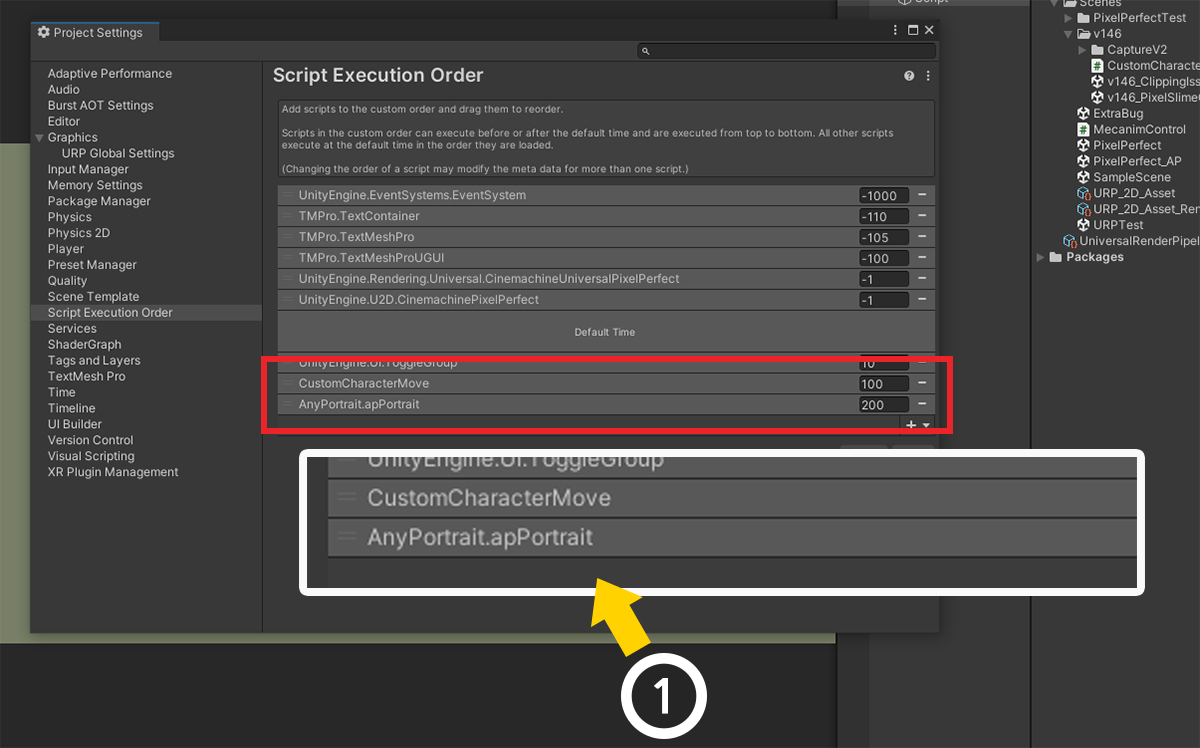 Script
Project Settings
Adaptive Performance
Audio
Burst AOT Settings
Editor
Graphics
URP Global Settings
Input Manager
Memory Settings
Package Manager
Physics
Physics 2D
Player
Preset Manager
Quality
Scene Template
Script Execution Order
Services
ShaderGraph
Tags and Layers
TextMesh Pro
Time
Timeline
UI Builder
Version Control
Visual Scripting
XR Plugin Management
Script Execution Order
Add scripts to the custom order and drag them to reorder.
Scripts in the custom order can execute before or after the default time and are executed from top to bottom. All other scripts
execute at the default time in the order they are loaded.
(Changing the order of a script may modify the meta data for more than one script.)
UnityEngine.EventSystems.EventSystem -1000
TMPro.TextContainer -110
TMPro.TextMeshPro -105
TMPro.TextMeshProUGUI -100
UnityEngine.Rendering.Universal.CinemachineUniversalPixelPerfect -1
UnityEngine.U2D.CinemachinePixelPerfect -1
Default Time
UnityEngine.UI.ToggleGroup 10
CustomCharacterMove 100
AnyPortrait.apPortrait 200
UnityEngine.UI.ToggleGroup
CustomCharacterMove
AnyPortrait.apPortrait
1
Scenes
PixelPerfectTest
v146
CaptureV2
CustomCharacte
v146_ClippingIss
v146_PixelSlime
ExtraBug
MecanimControl
PixelPerfect
PixelPerfect_AP
SampleScene
URP_2D_Asset
URP_2D_Asset_Ren
URPTest
UniversalRenderPipel
Packages